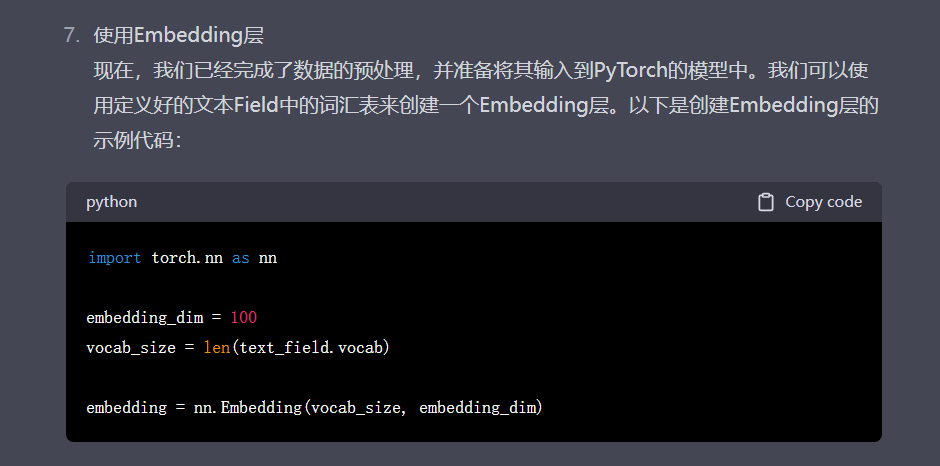 7. 使用Embedding层
现在，我们已经完成了数据的预处理，并准备将其输入到PyTorch的模型中。我们可以使
用定义好的文本Field中的词汇表来创建一个Embedding层。以下是创建Embedding层的
示例代码：
python Copy code
import torch.nn as nn
embedding_dim = 100
vocab_size = len(text_field.vocab)
embedding = nn.Embedding(vocab_size, embedding_dim)